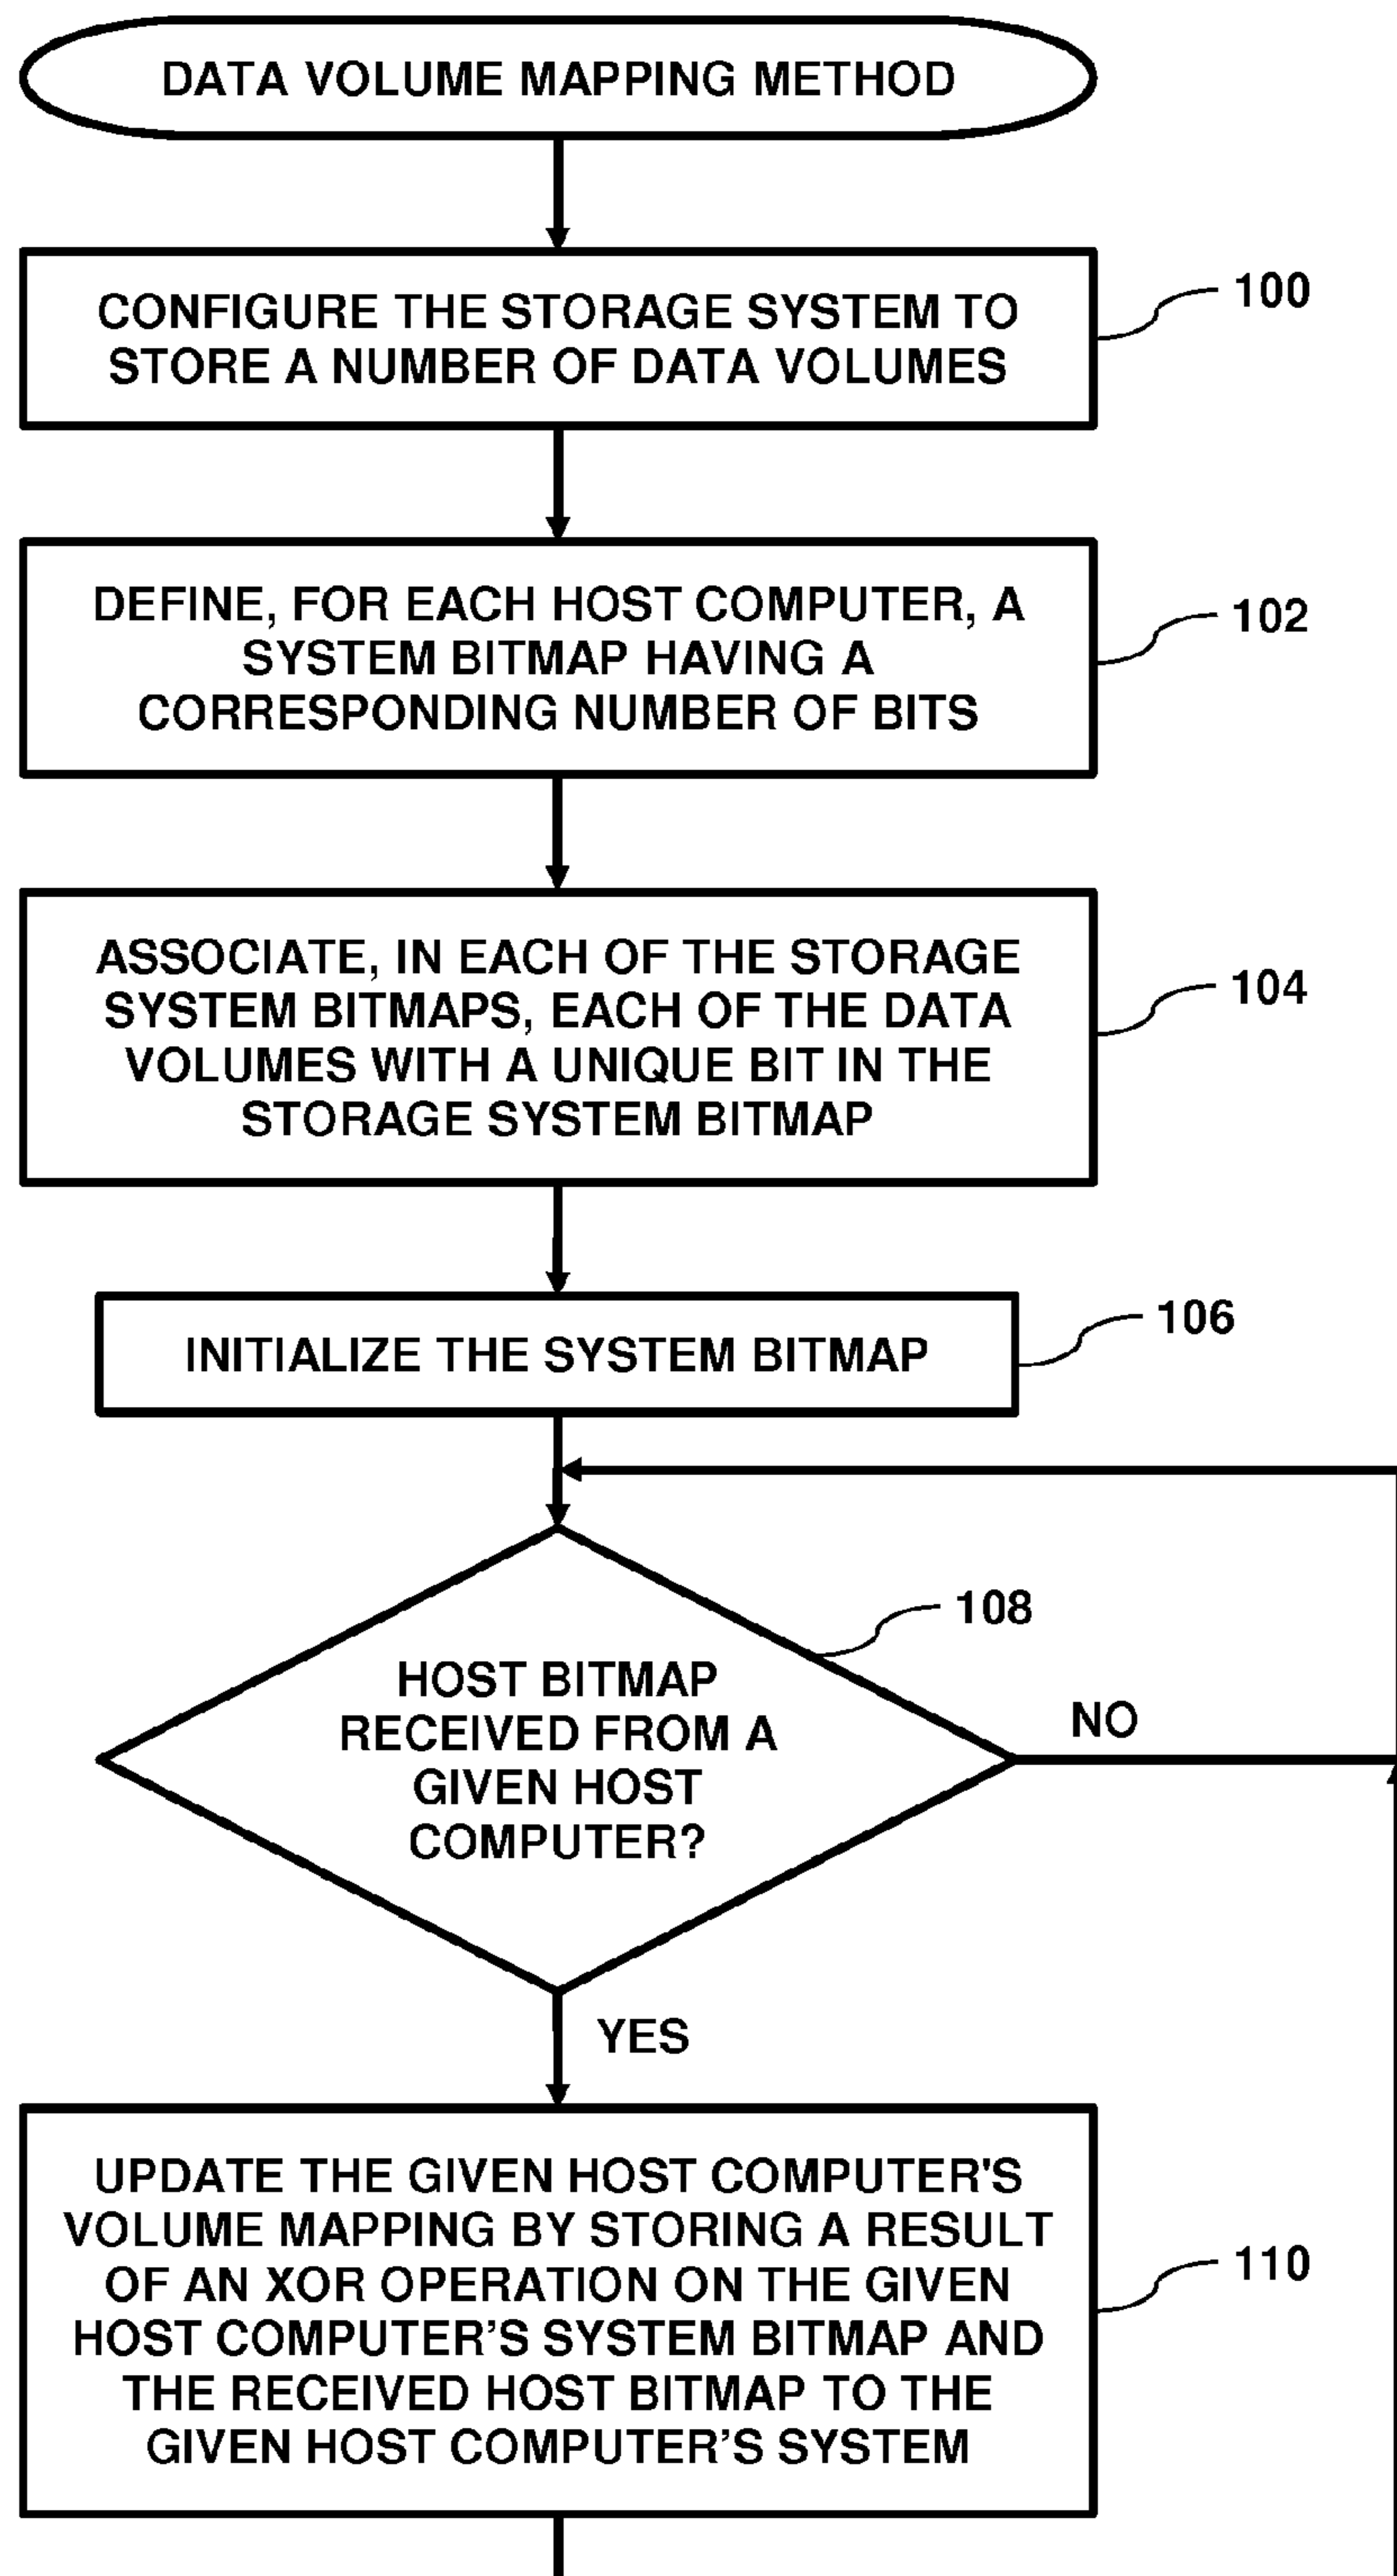 DATA VOLUME MAPPING METHOD
CONFIGURE THE STORAGE SYSTEM TO
STORE A NUMBER OF DATA VOLUMES
100
DEFINE, FOR EACH HOST COMPUTER, A
SYSTEM BITMAP HAVING A
CORRESPONDING NUMBER OF BITS
102
ASSOCIATE, IN EACH OF THE STORAGE
SYSTEM BITMAPS, EACH OF THE DATA
VOLUMES WITH A UNIQUE BIT IN THE
STORAGE SYSTEM BITMAP
104
INITIALIZE THE SYSTEM BITMAP
106
HOST BITMAP
RECEIVED FROM A
GIVEN HOST
COMPUTER?
108
NO
YES
UPDATE THE GIVEN HOST COMPUTER'S
VOLUME MAPPING BY STORING A RESULT
OF AN XOR OPERATION ON THE GIVEN
HOST COMPUTER’S SYSTEM BITMAP AND
THE RECEIVED HOST BITMAP TO THE
GIVEN HOST COMPUTER’S SYSTEM
110